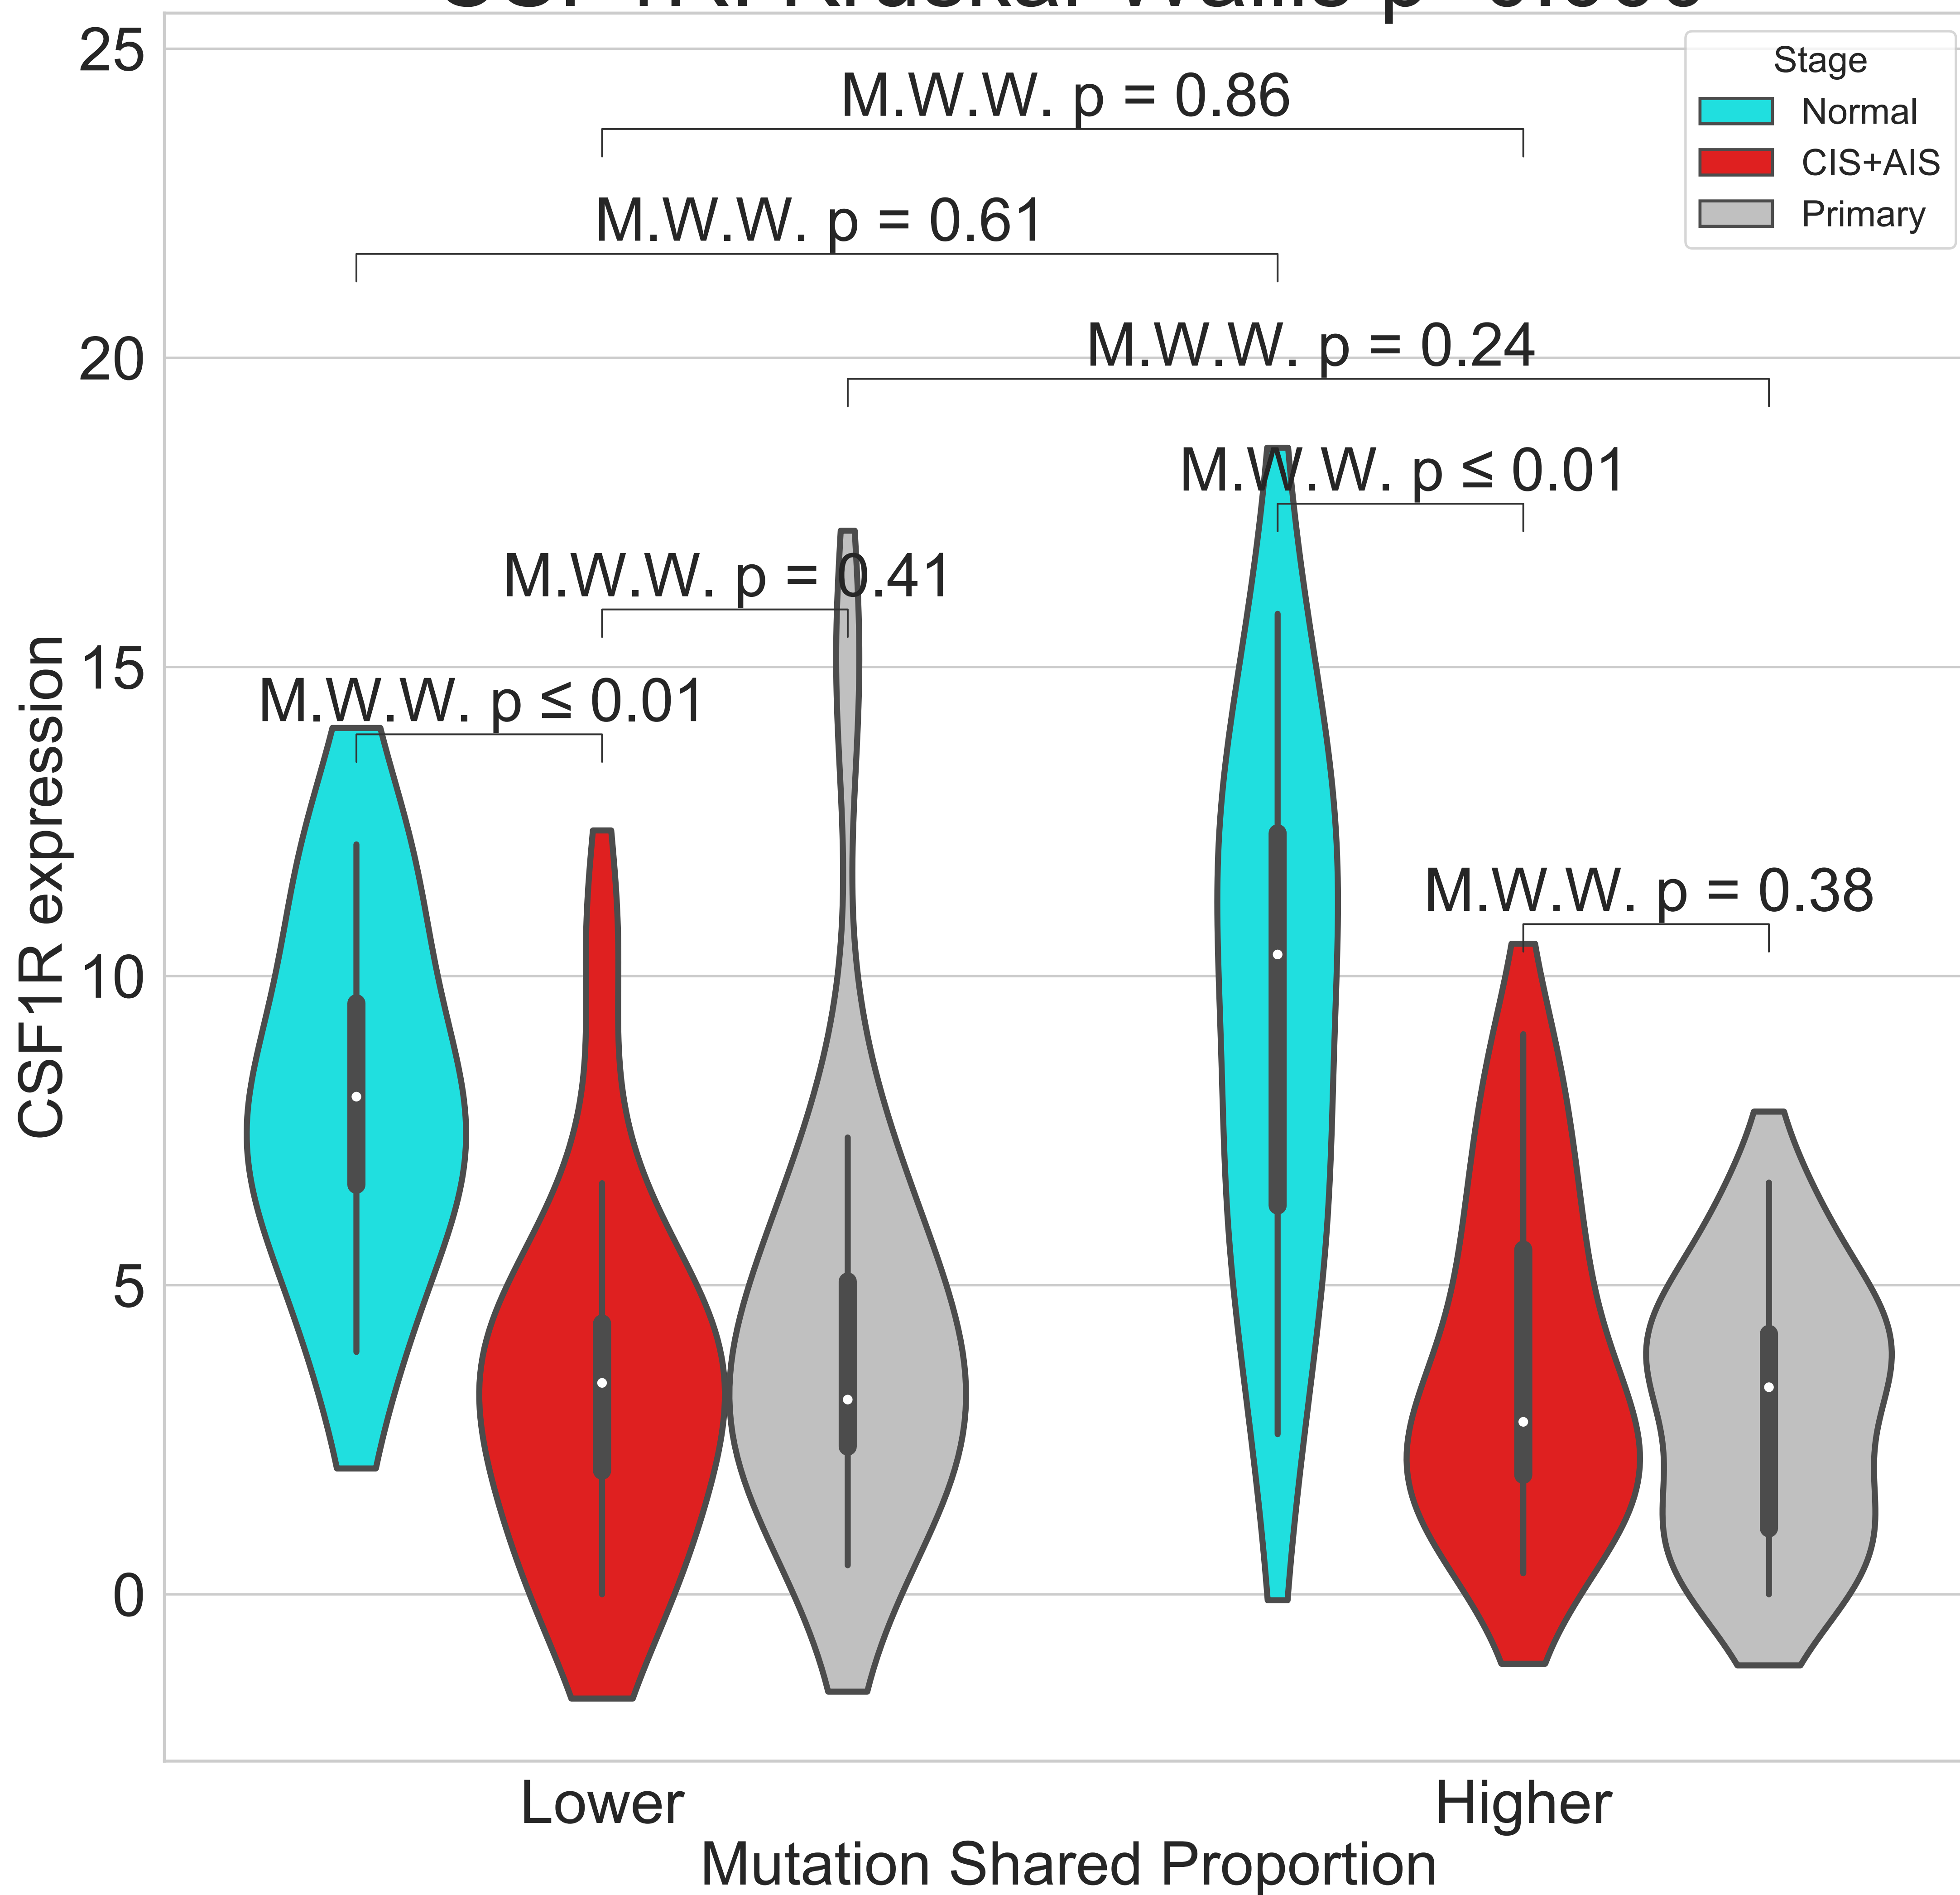 25
20
15
10
5
0
CSF1R expression
M.W.W. p = 0.86
M.W.W. p = 0.61
M.W.W. p = 0.24
M.W.W. p ≤ 0.01
M.W.W. p = 0.41
M.W.W. p ≤ 0.01
M.W.W. p = 0.38
Stage
Normal
CIS+AIS
Primary
Lower
Higher
Mutation Shared Proportion